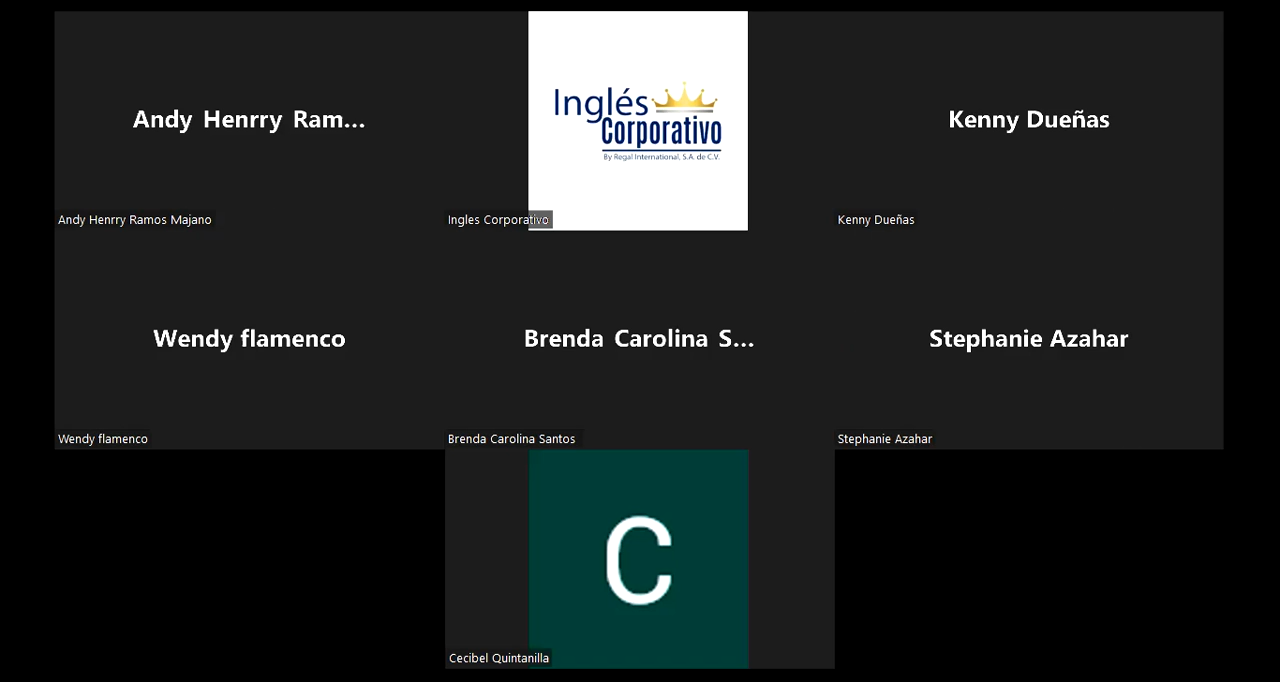 Andy Henrry Ram...
Andy Henrry Ramos Majano
Inglés
Corporativo
By Regal International, S.A. de C.V.
Ingles Corporativo
Kenny Dueñas
Kenny Dueñas
Wendy flamenco
Wendy flamenco
Brenda Carolina S...
Brenda Carolina Santos
Stephanie Azahar
Stephanie Azahar
C
Cecibel Quintanilla